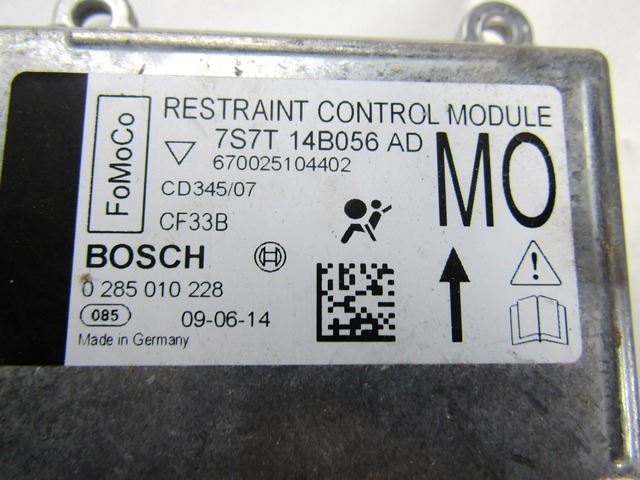 FoMoCo
RESTRAINT CONTROL MODULE
7S7T 14B056 AD
670025104402
MO
CD345/07
CF33B
BOSCH
0 285 010 228
085
09-06-14
Made in Germany